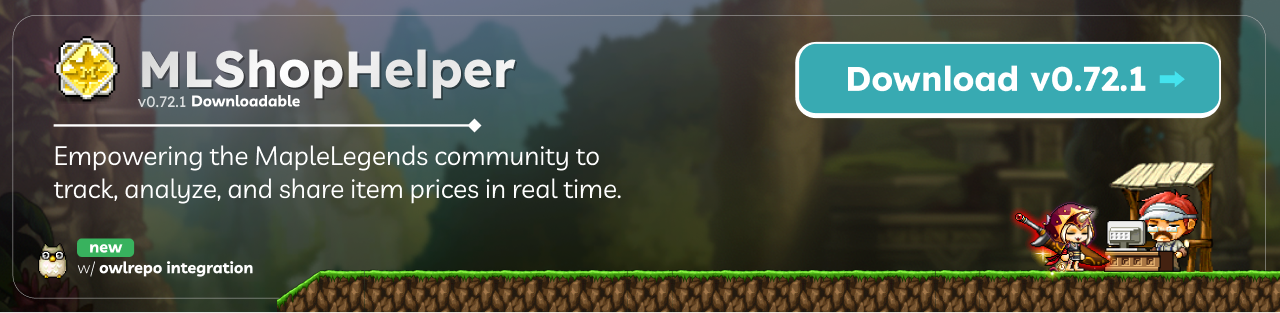 MLShopHelper
v0.72.1 Downloadable
Empowering the MapleLegends community to
track, analyze, and share item prices in real time.
new
w/ owlrepo integration
Download v0.72.1